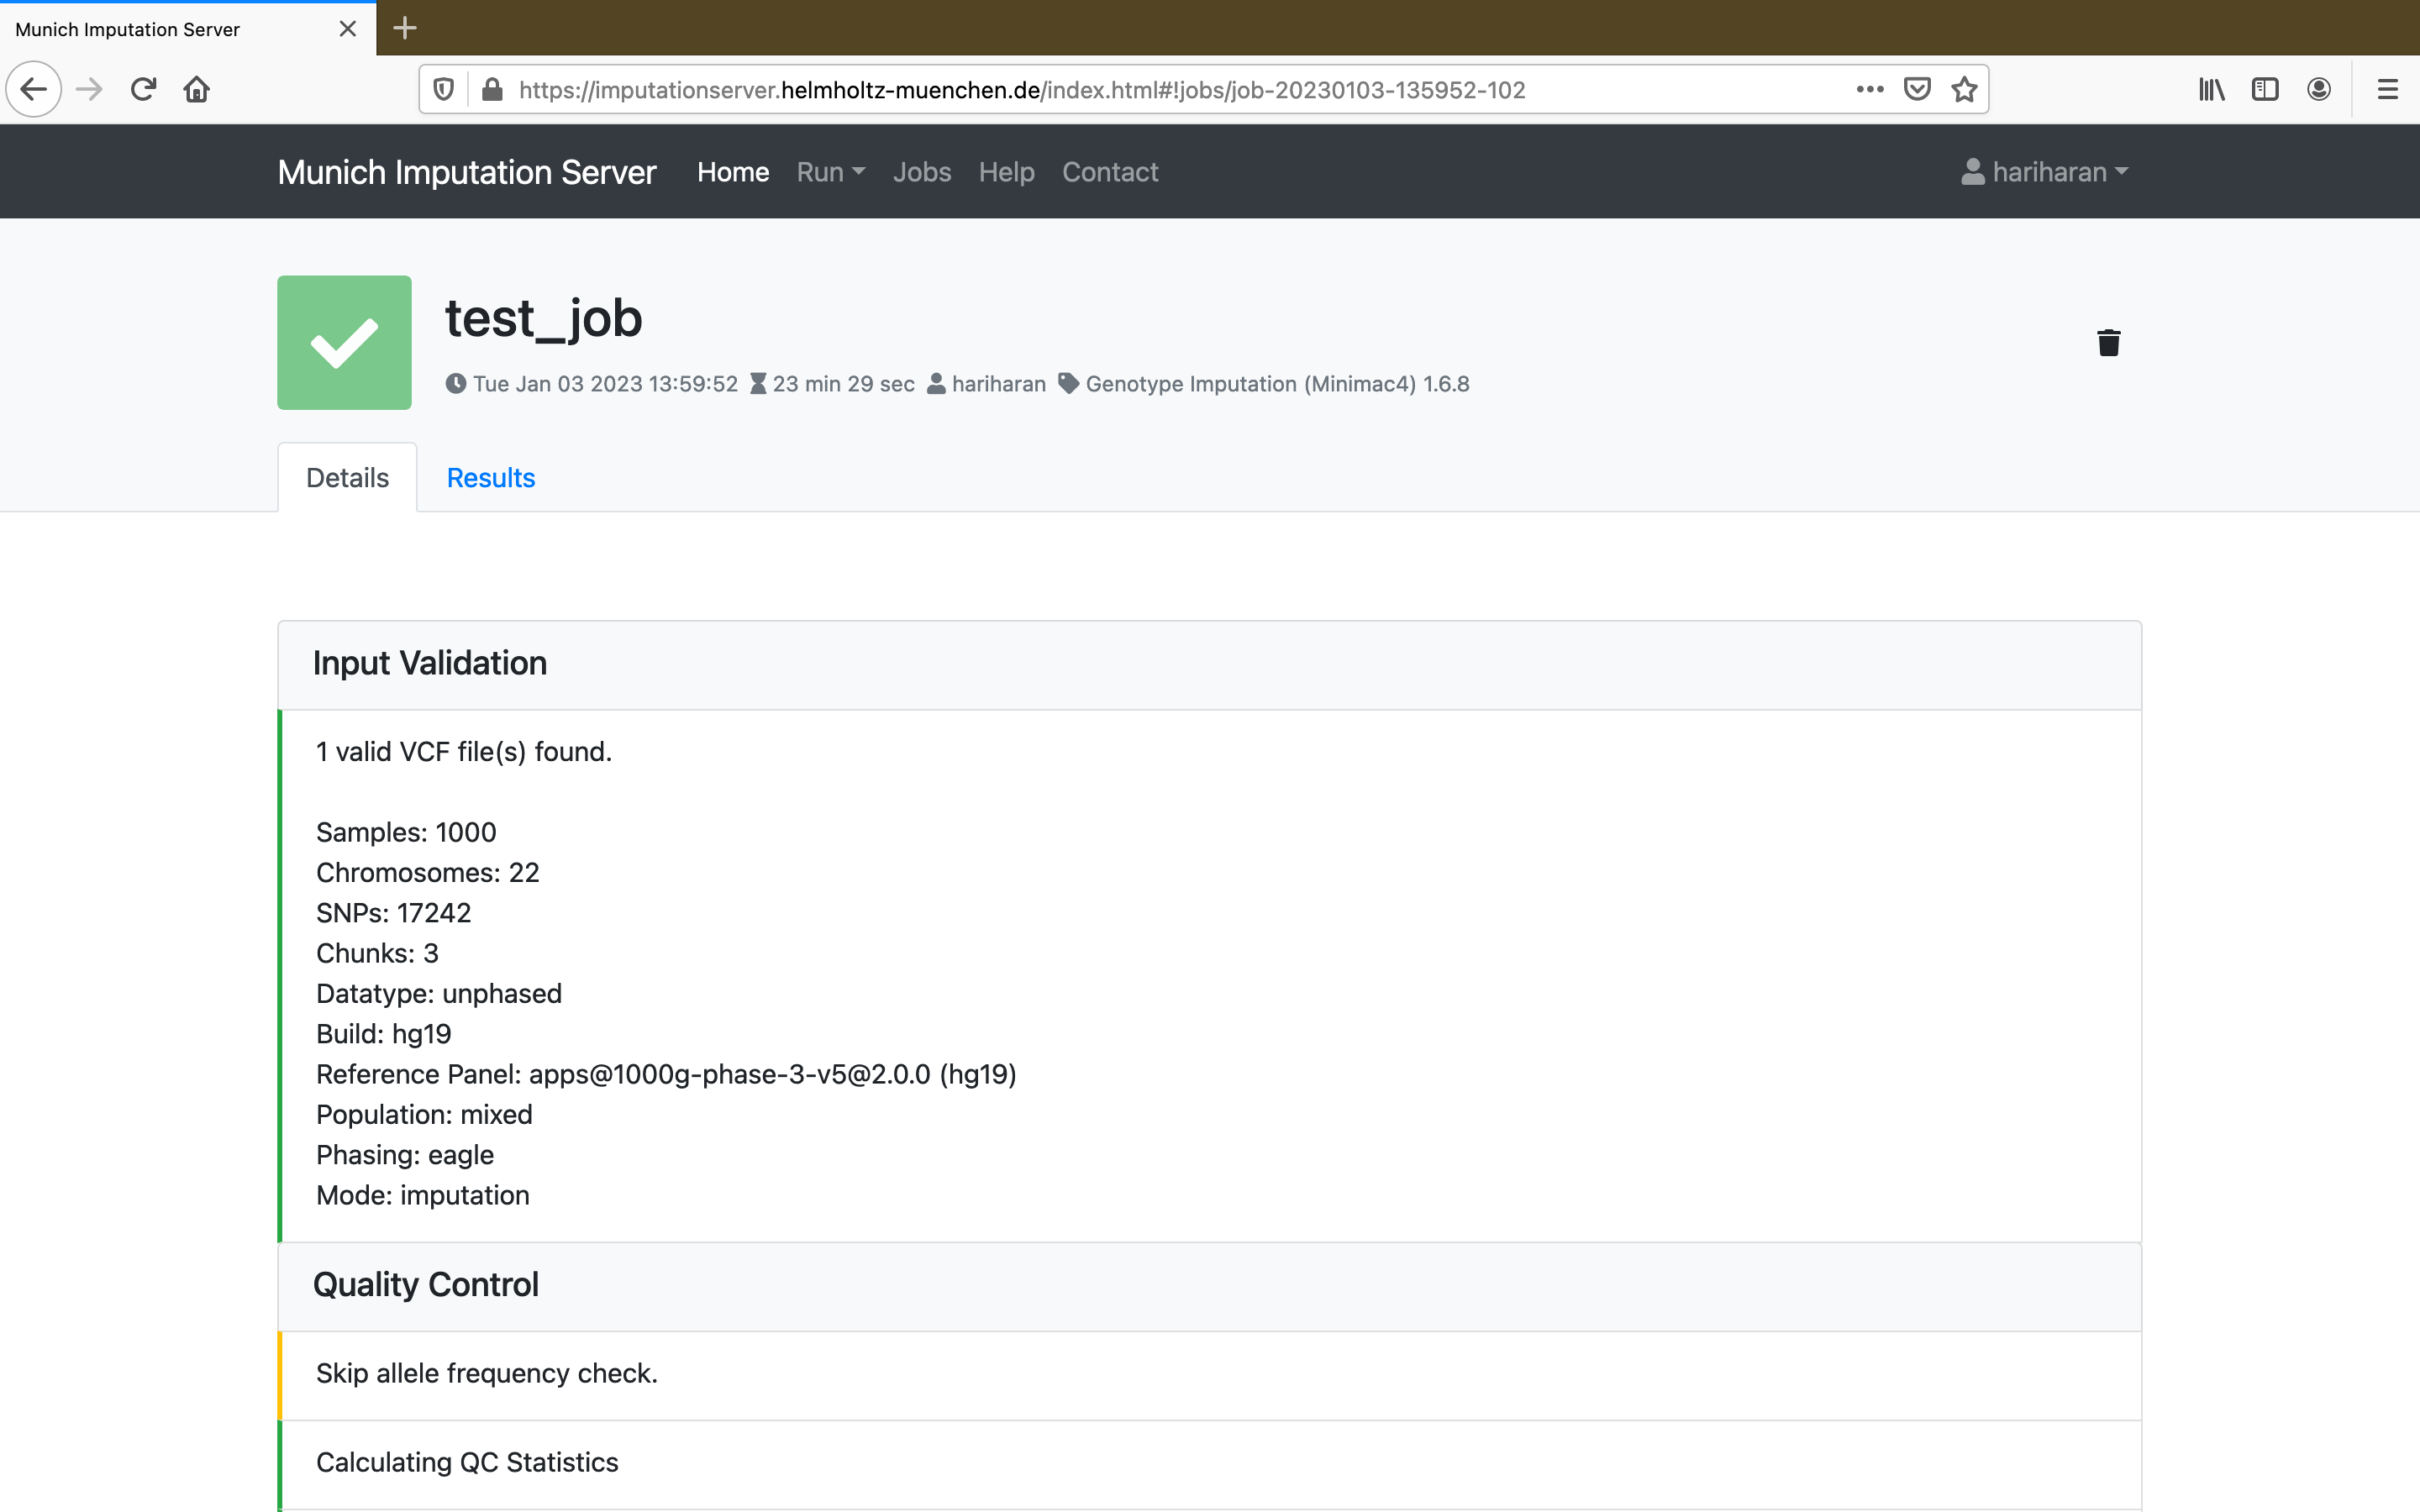 Munich Imputation Server
https://imputationserver.helmholtz-muenchen.de/index.html#!jobs/job-20230103-135952-102
Munich Imputation Server Home Run Jobs Help Contact hariharan
test_job
Tue Jan 03 2023 13:59:52 23 min 29 sec hariharan Genotype Imputation (Minimac4) 1.6.8
Details Results
Input Validation
1 valid VCF file(s) found.
Samples: 1000
Chromosomes: 22
SNPs: 17242
Chunks: 3
Datatype: unphased
Build: hg19
Reference Panel: apps@1000g-phase-3-v5@2.0.0 (hg19)
Population: mixed
Phasing: eagle
Mode: imputation
Quality Control
Skip allele frequency check.
Calculating QC Statistics